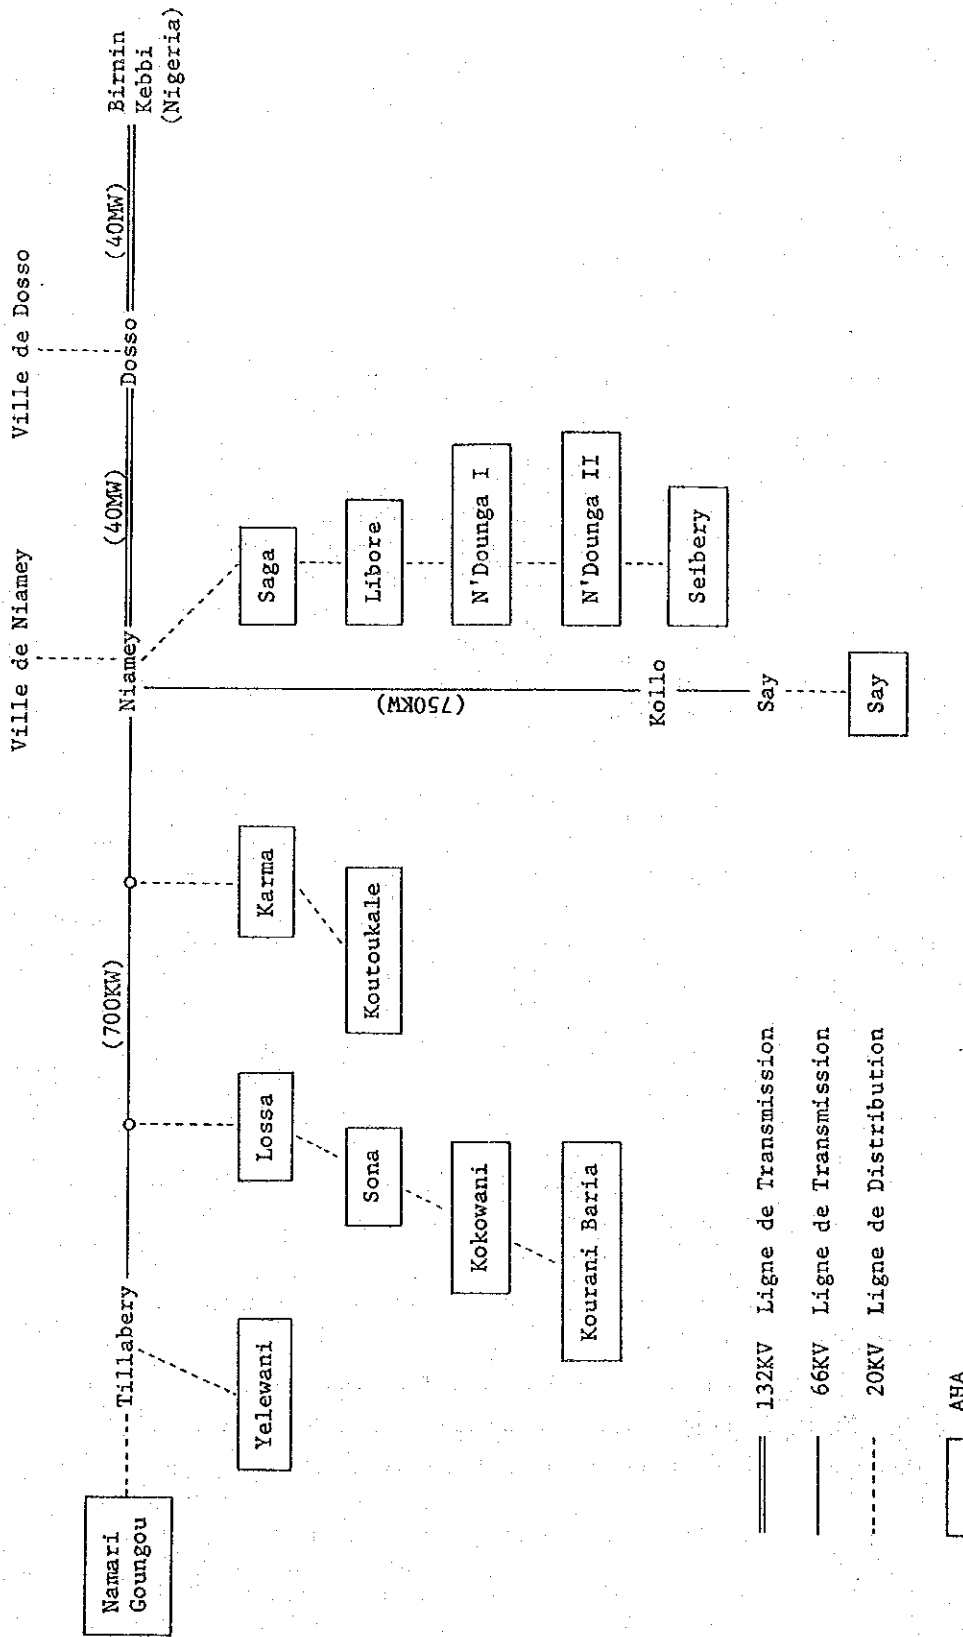 Ville de Niamey
Ville de Dosso
Namari
Goungou
Tillabery
(700KW)
Niamey
(40MW)
Dosso
(40MW)
Birnin
Kebbi
(Nigeria)
Yelewani
Lossa
Karma
Saga
Sona
Koutoukale
Libore
Kokowani
N'Dounga I
Kourani Baria
N'Dounga II
Seibery
(750KW)
Kollo
Say
Say
132KV Ligne de Transmission
66KV Ligne de Transmission
20KV Ligne de Distribution
AHA